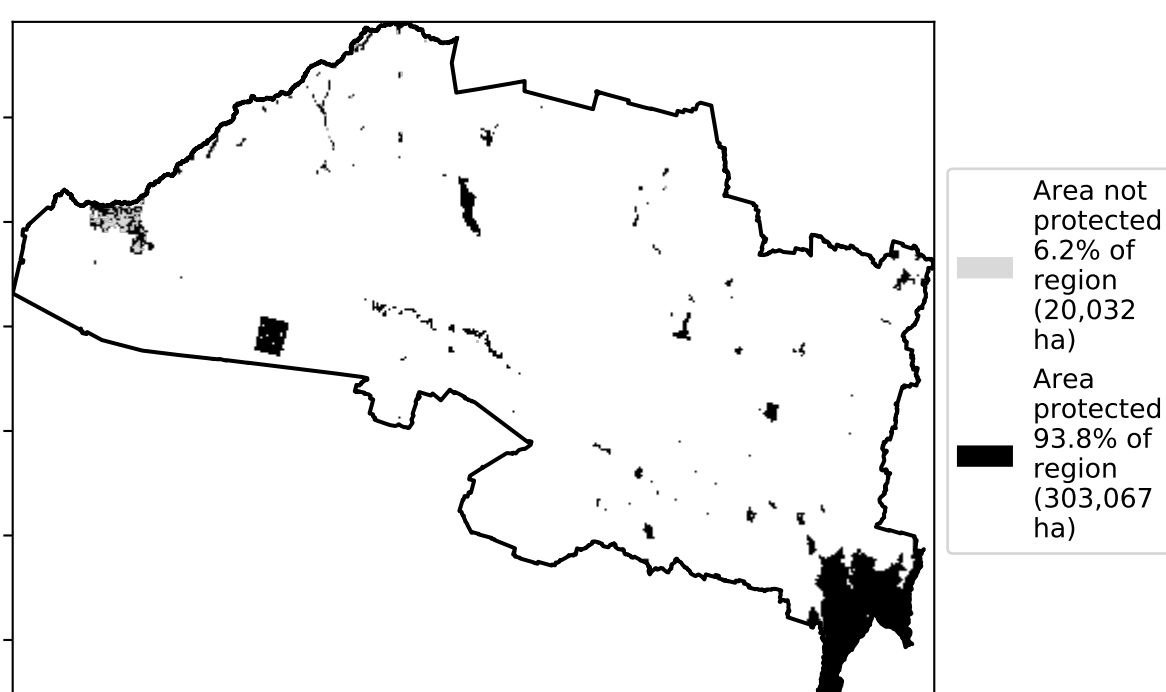 Area not
protected
6.2% of
region
(20,032
ha)
Area
protected
93.8% of
region
(303,067
ha)